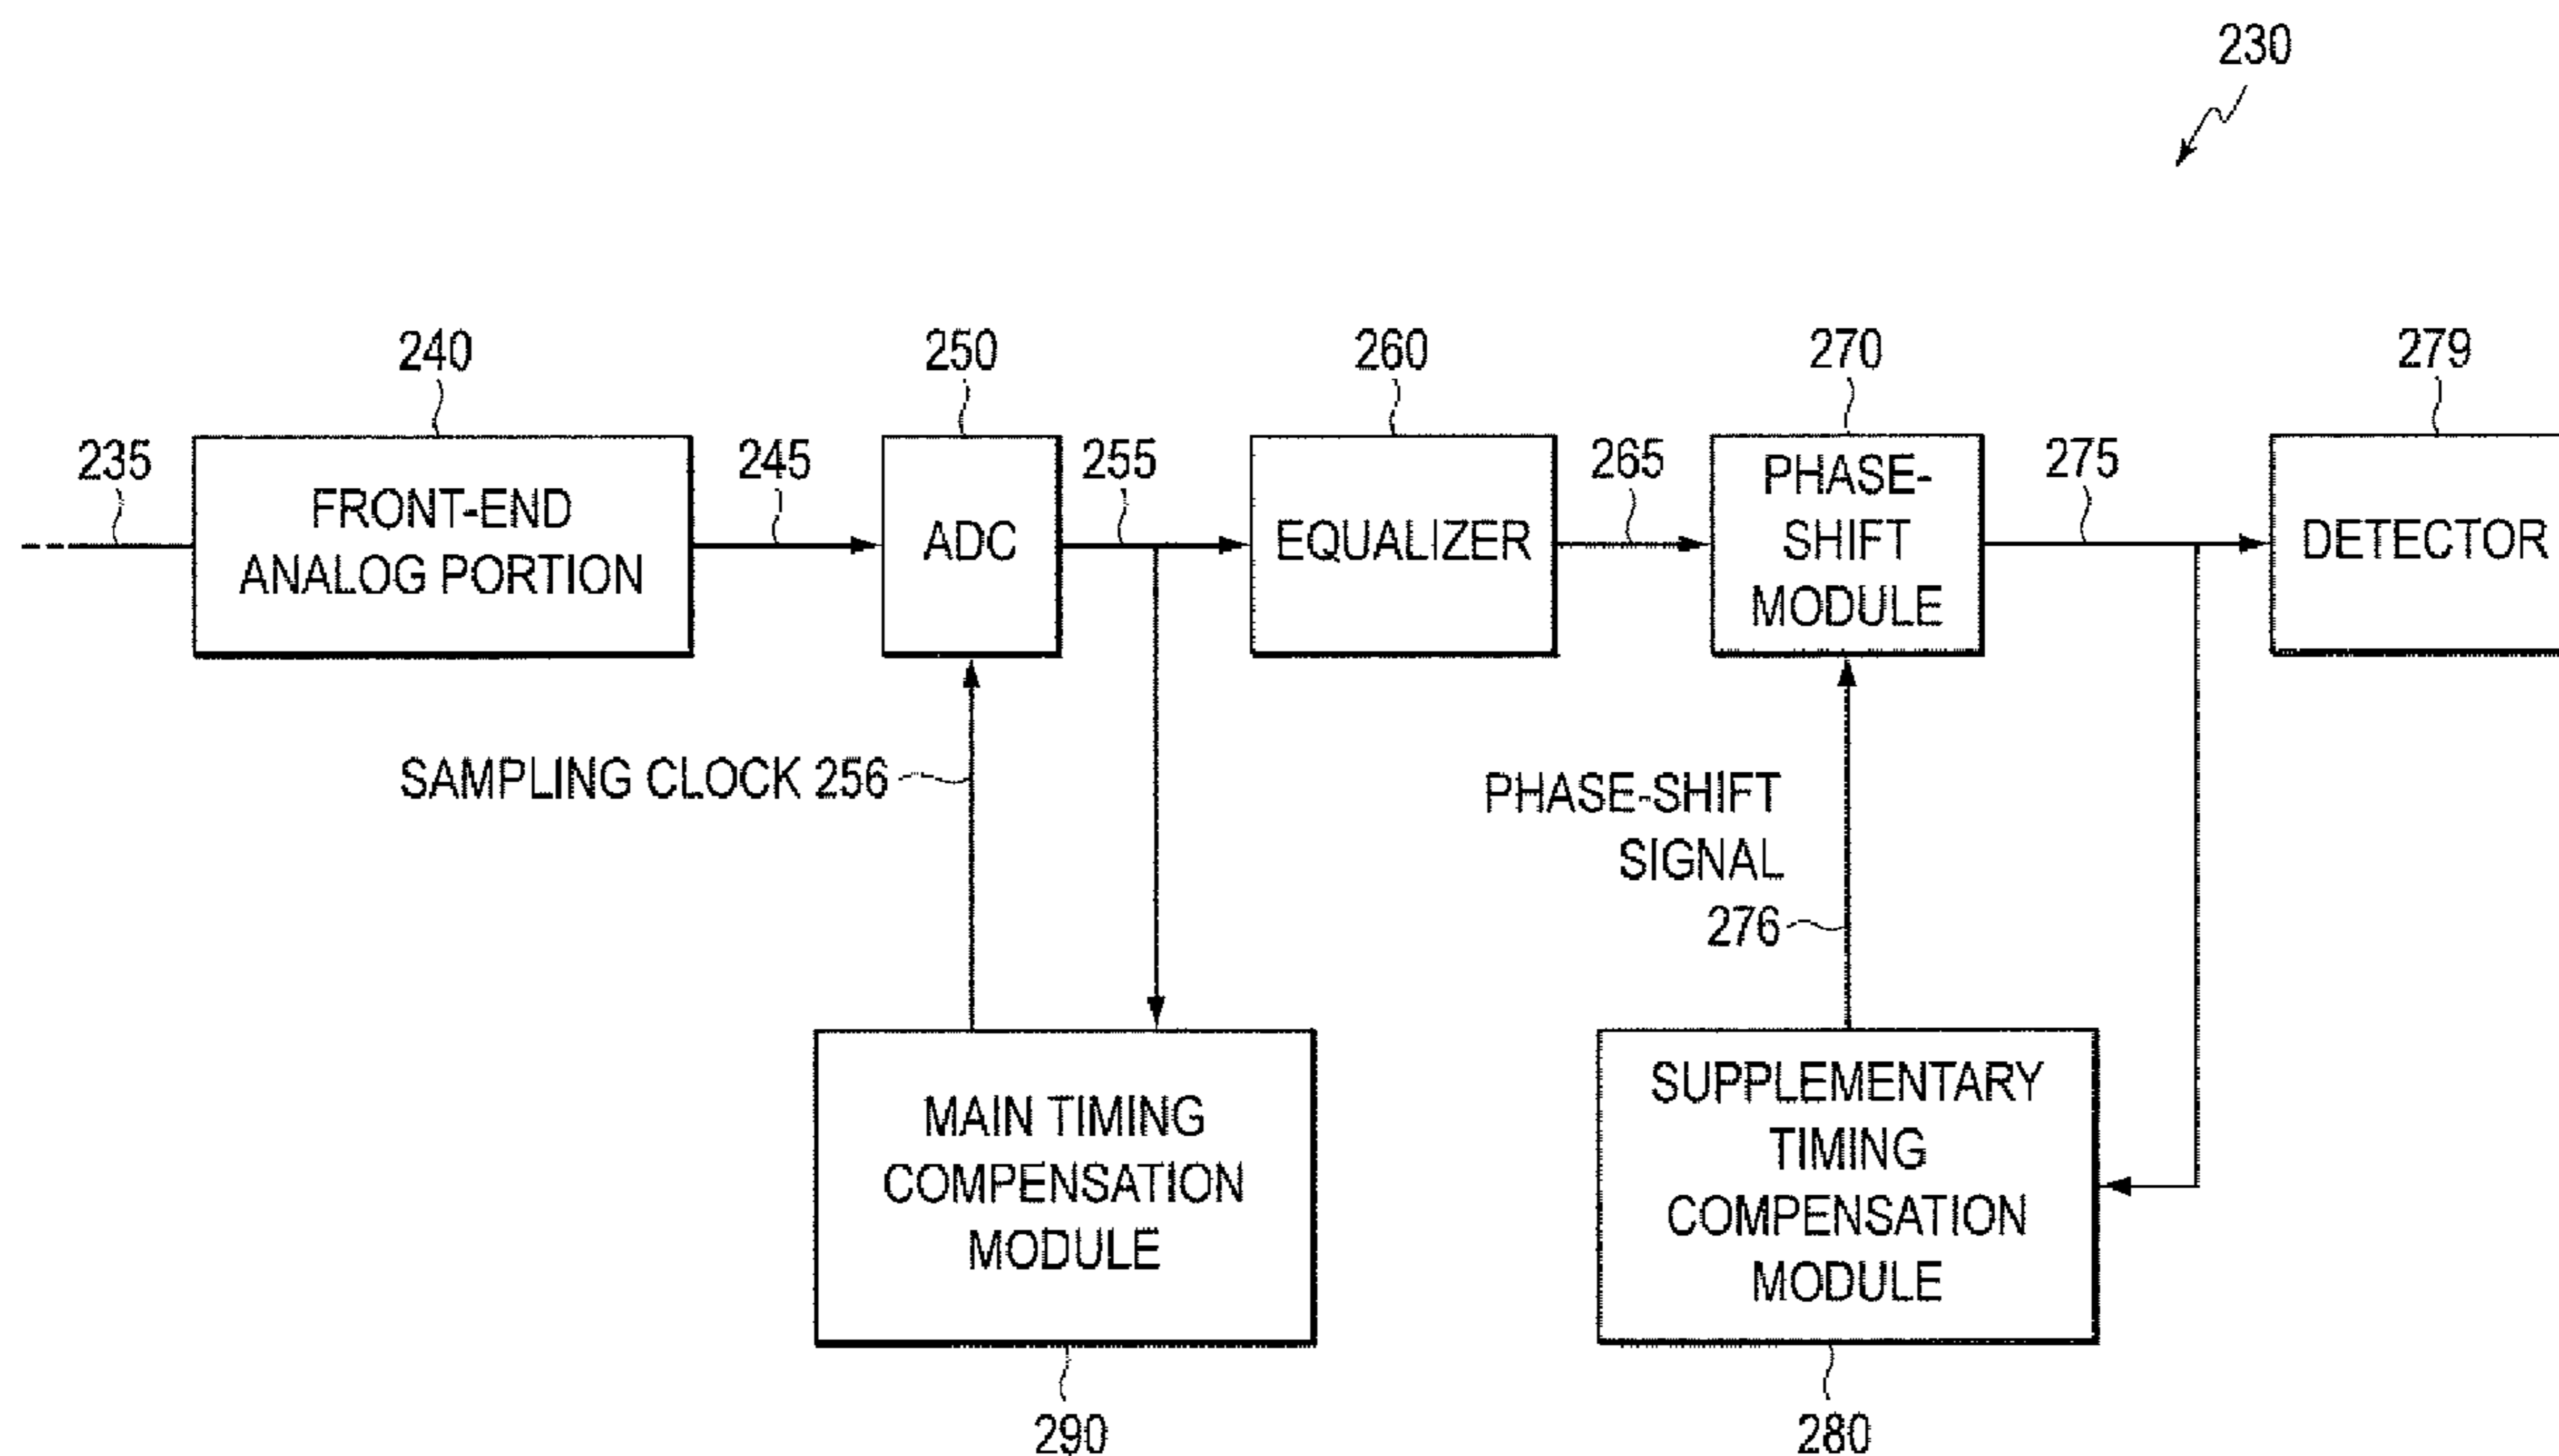 230
240
250
260
270
279
235
FRONT-END
ANALOG PORTION
245
ADC
255
EQUALIZER
265
PHASE-
SHIFT
MODULE
275
DETECTOR
SAMPLING CLOCK 256
PHASE-SHIFT
SIGNAL
276
MAIN TIMING
COMPENSATION
MODULE
290
SUPPLEMENTARY
TIMING
COMPENSATION
MODULE
280